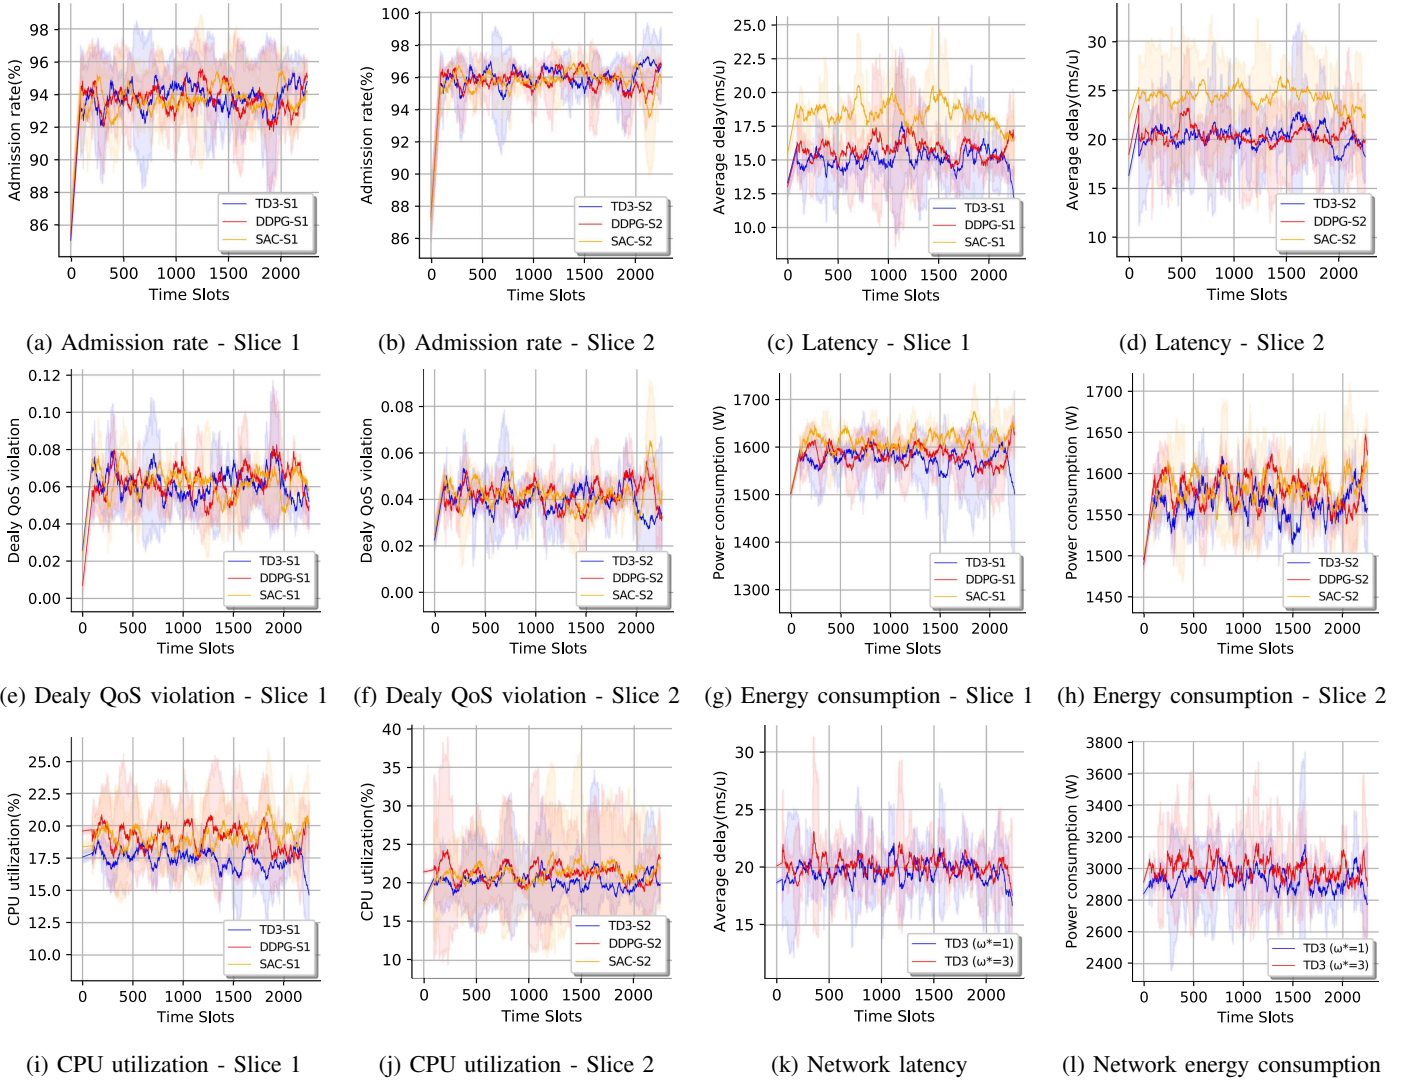 Admission rate(%)
98
96
94
92
90
88
86
0 500 1000 1500 2000
Time Slots
TD3-S1
DDPG-S1
SAC-S1
(a) Admission rate - Slice 1
Admission rate(%)
100
98
96
94
92
90
88
86
0 500 1000 1500 2000
Time Slots
TD3-S2
DDPG-S2
SAC-S2
(b) Admission rate - Slice 2
Average delay(ms/u)
25.0
22.5
20.0
17.5
15.0
12.5
10.0
0 500 1000 1500 2000
Time Slots
TD3-S1
DDPG-S1
SAC-S1
(c) Latency - Slice 1
Average delay(ms/u)
30
25
20
15
10
0 500 1000 1500 2000
Time Slots
TD3-S2
DDPG-S2
SAC-S2
(d) Latency - Slice 2
Dealy QoS violation
0.12
0.10
0.08
0.06
0.04
0.02
0.00
0 500 1000 1500 2000
Time Slots
TD3-S1
DDPG-S1
SAC-S1
(e) Dealy QoS violation - Slice 1
Dealy QoS violation
0.08
0.06
0.04
0.02
0.00
0 500 1000 1500 2000
Time Slots
TD3-S2
DDPG-S2
SAC-S2
(f) Dealy QoS violation - Slice 2
Power consumption (W)
1700
1600
1500
1400
1300
0 500 1000 1500 2000
Time Slots
TD3-S1
DDPG-S1
SAC-S1
(g) Energy consumption - Slice 1
Power consumption (W)
1700
1650
1600
1550
1500
1450
0 500 1000 1500 2000
Time Slots
TD3-S2
DDPG-S2
SAC-S2
(h) Energy consumption - Slice 2
CPU utilization(%)
25.0
22.5
20.0
17.5
15.0
12.5
10.0
0 500 1000 1500 2000
Time Slots
TD3-S1
DDPG-S1
SAC-S1
(i) CPU utilization - Slice 1
CPU utilization(%)
40
35
30
25
20
15
10
0 500 1000 1500 2000
Time Slots
TD3-S2
DDPG-S2
SAC-S2
(j) CPU utilization - Slice 2
Average delay(ms/u)
30
25
20
15
0 500 1000 1500 2000
Time Slots
TD3 (ω*=1)
TD3 (ω*=3)
(k) Network latency
Power consumption (W)
3800
3600
3400
3200
3000
2800
2600
2400
0 500 1000 1500 2000
Time Slots
TD3 (ω*=1)
TD3 (ω*=3)
(l) Network energy consumption